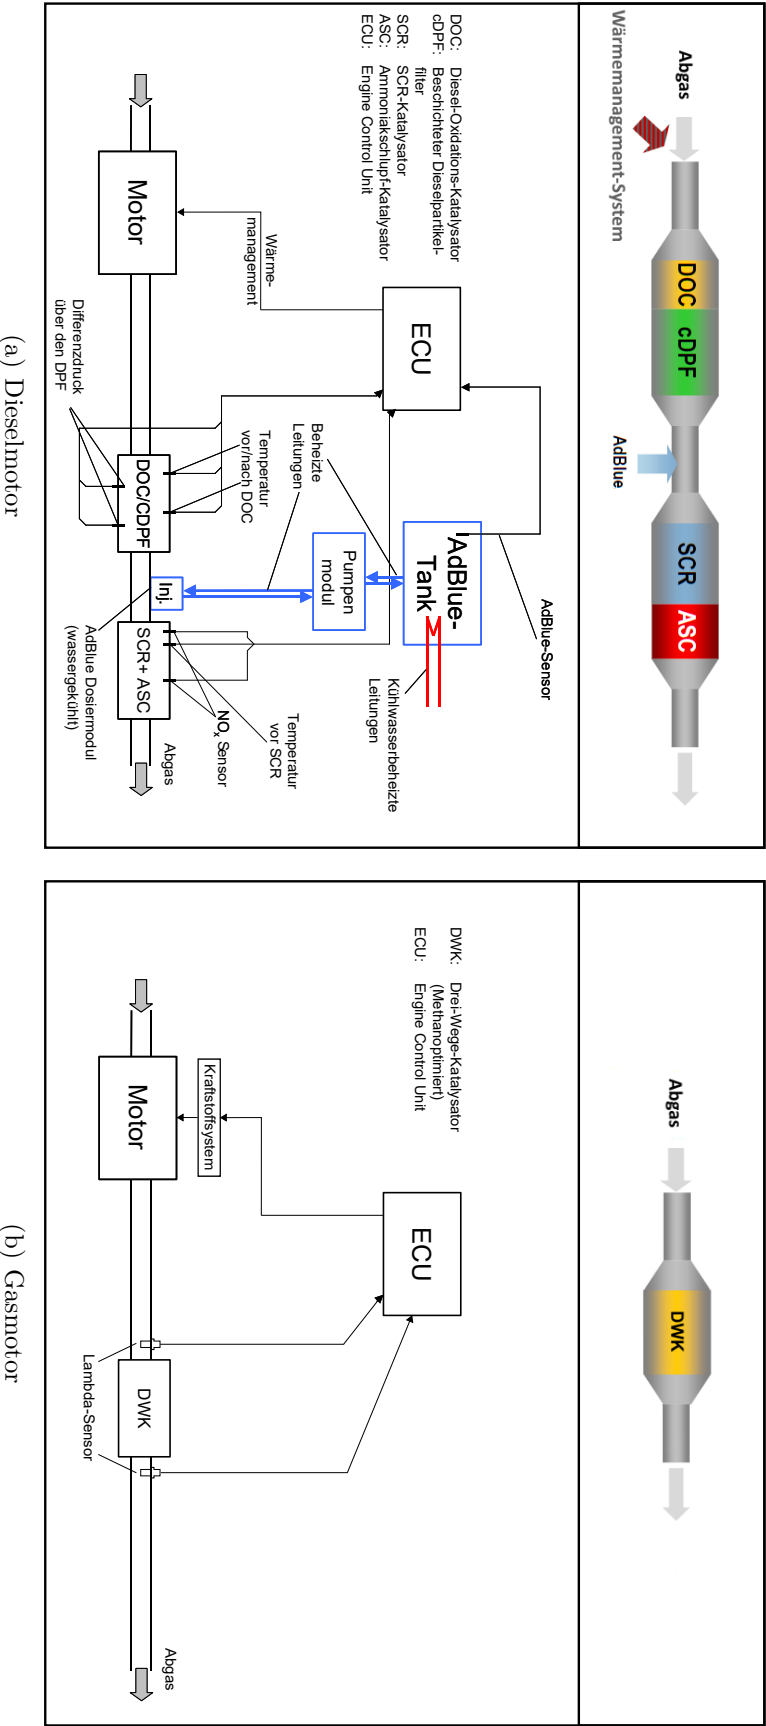 Abgas
Wärmemanagement-System
DOC
cDPF
AdBlue
SCR
ASC
DOC: Diesel-Oxidations-Katalysator
cDPF: Beschichteter Dieselpartikel-
filter
SCR: SCR-Katalysator
ASC: Ammoniakschlupf-Katalysator
ECU: Engine Control Unit
ECU
AdBlue-Sensor
AdBlue-
Tank
Kühlwasserbeheizte
Leitungen
Beheizte
Leitungen
Pumpen
modul
Wärme-
management
Temperatur
vor/nach DOC
Temperatur
vor SCR
NOx Sensor
Motor
DOC/CDPF
Inj.
SCR+ ASC
Abgas
Differenzdruck
über den DPF
AdBlue Dosiermodul
(wassergekühlt)
(a) Dieselmotor
Abgas
DWK
DWK: Drei-Wege-Katalysator
(Methanoptimiert)
ECU: Engine Control Unit
ECU
Kraftstoffsystem
Motor
DWK
Abgas
Lambda-Sensor
(b) Gasmotor